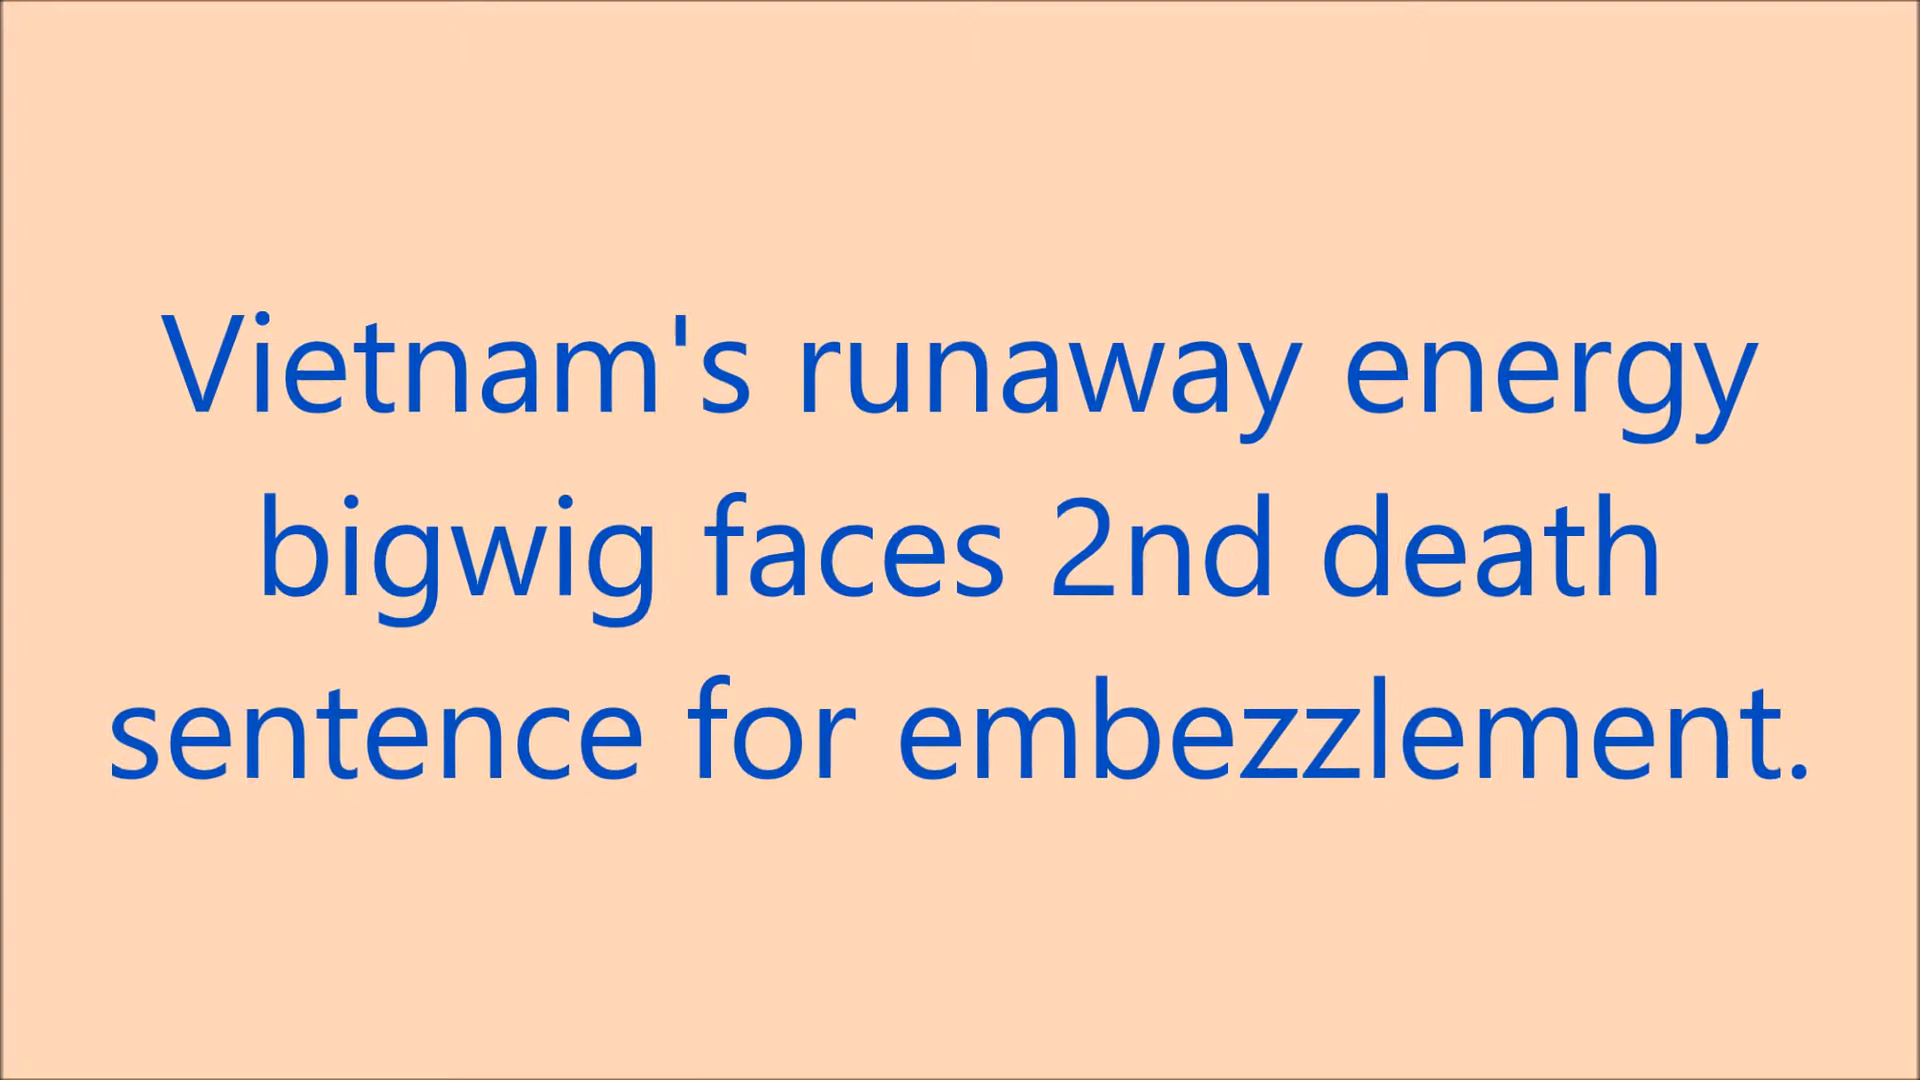 Vietnam's runaway energy
bigwig faces 2nd death
sentence for embezzlement.